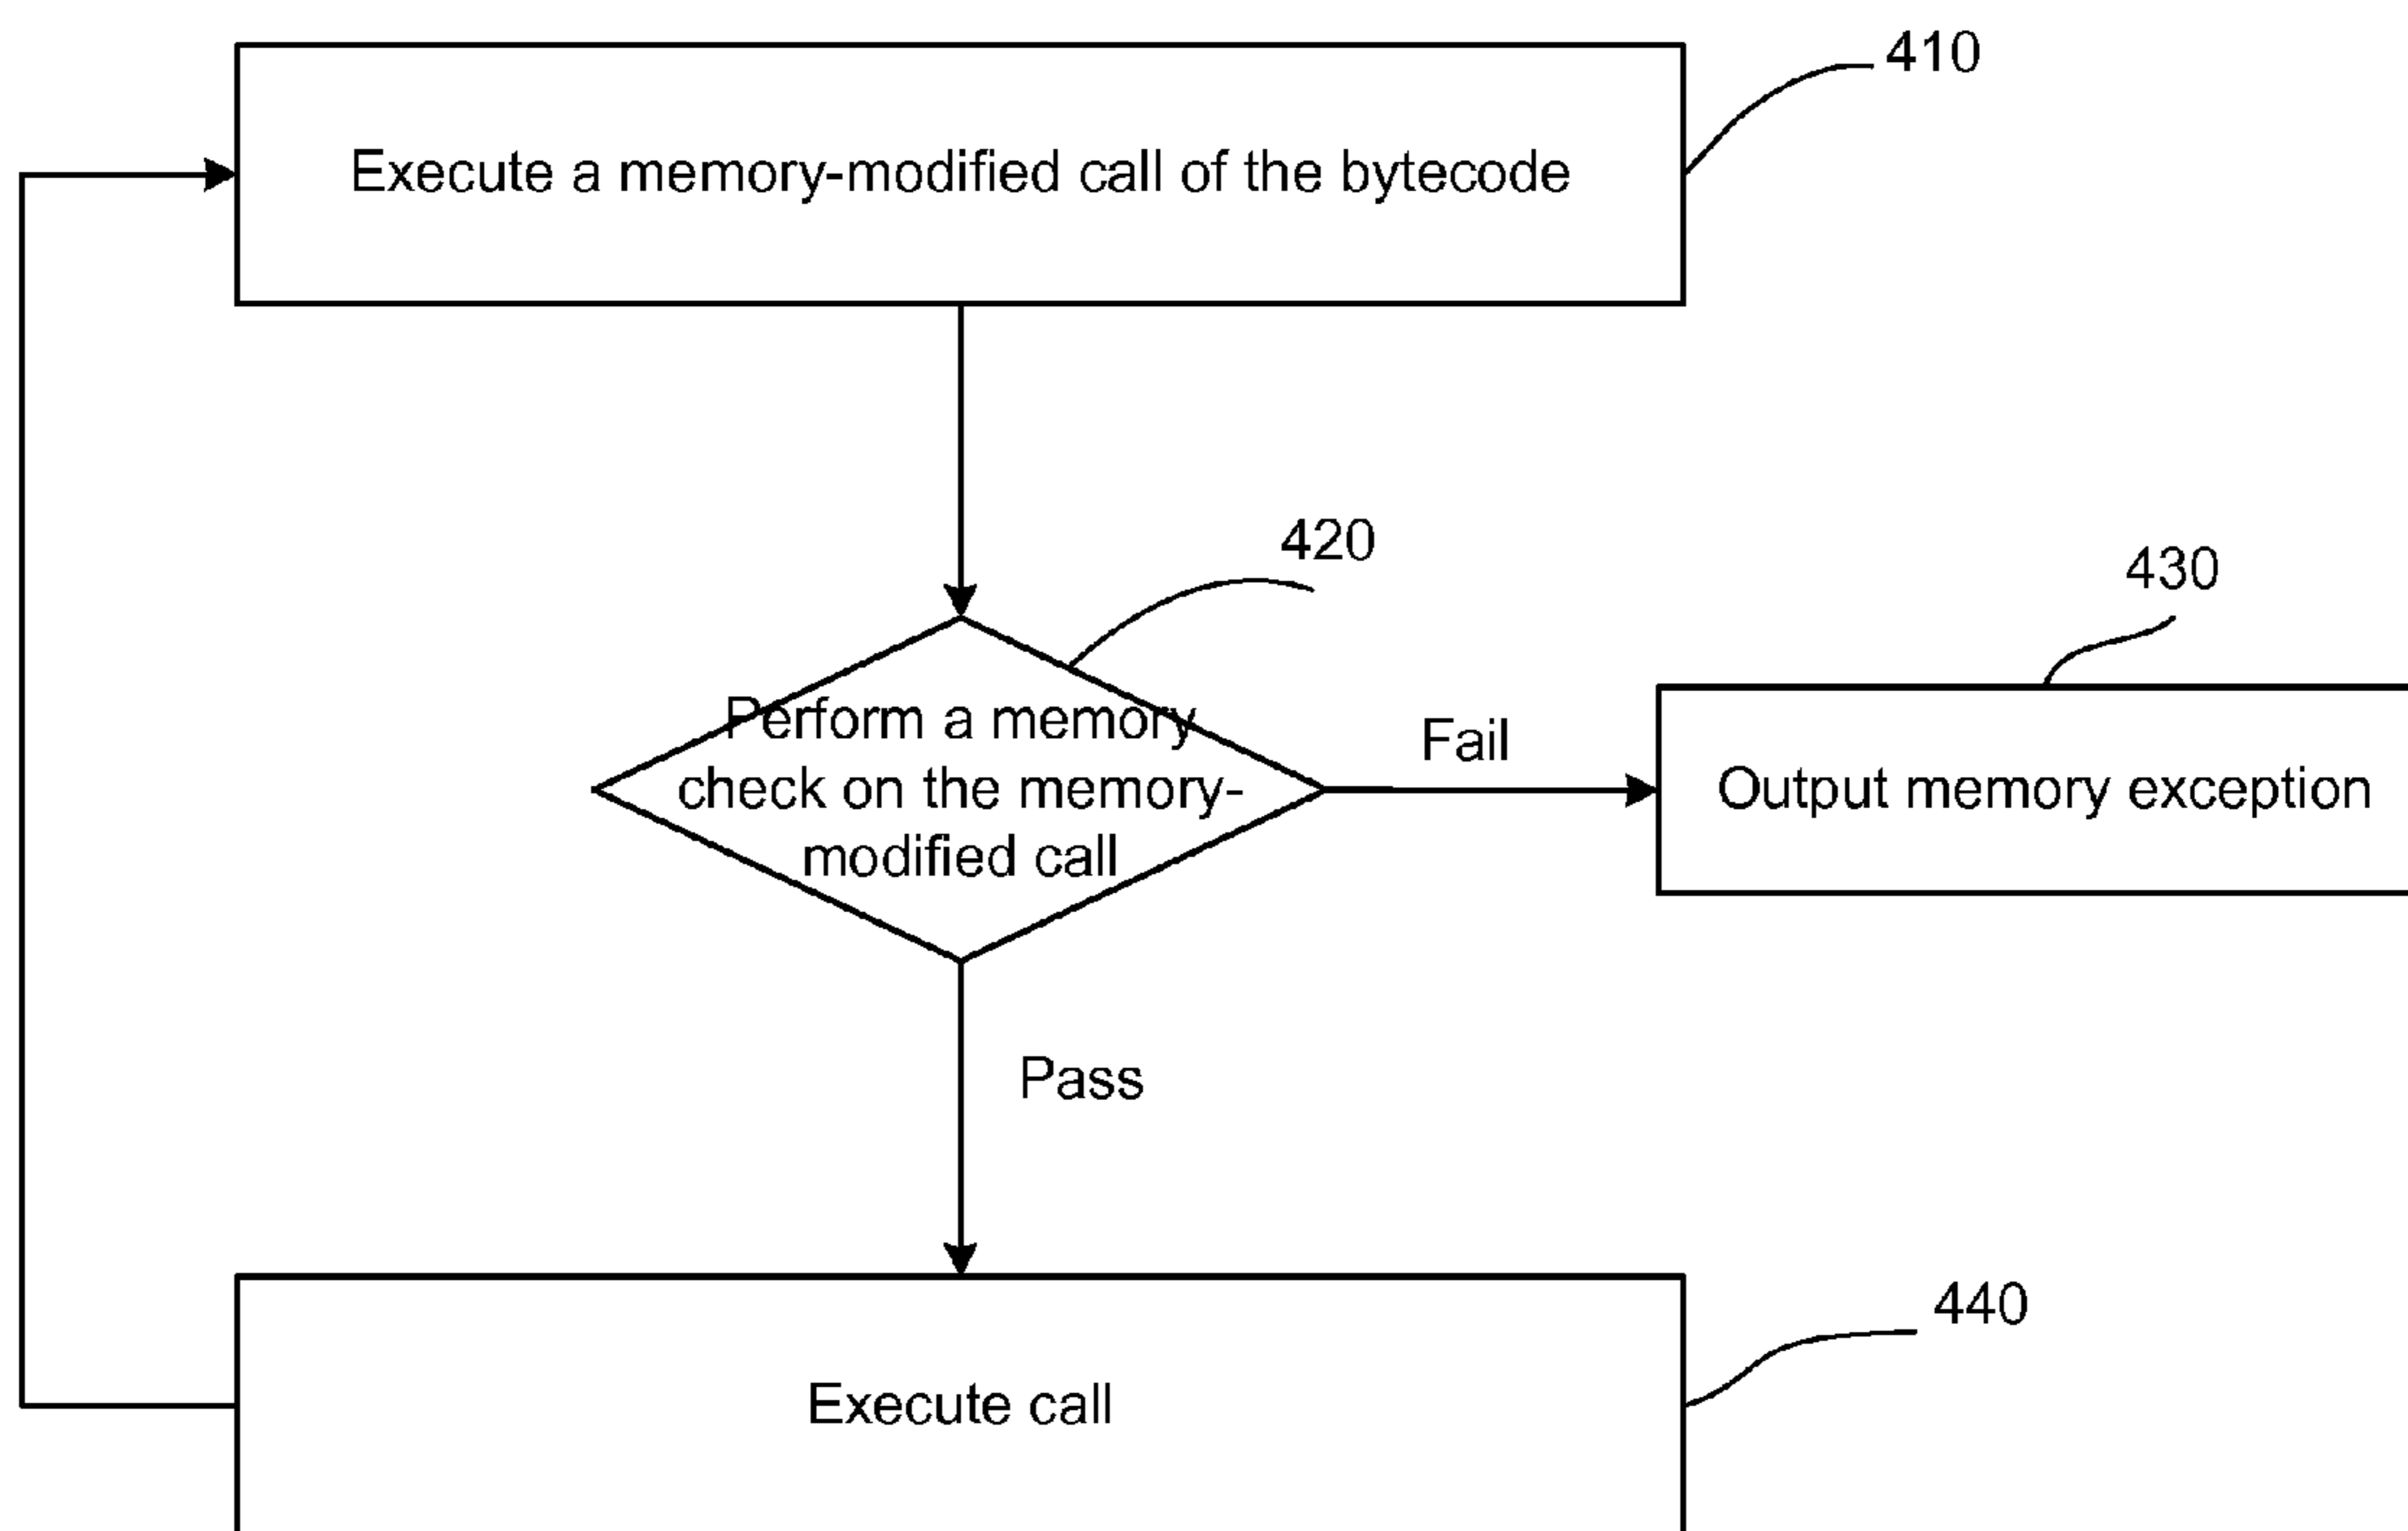 410
Execute a memory-modified call of the bytecode
420
430
Perform a memory
check on the memory-
modified call
Fail
Output memory exception
Pass
440
Execute call